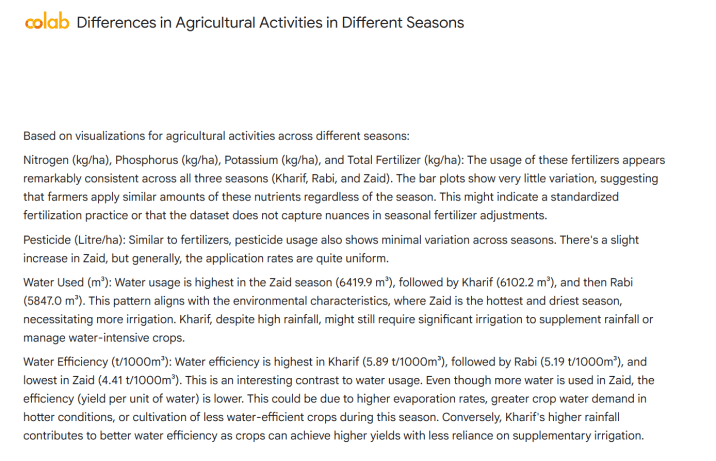 colab Differences in Agricultural Activities in Different Seasons
Based on visualizations for agricultural activities across different seasons:
Nitrogen (kg/ha), Phosphorus (kg/ha), Potassium (kg/ha), and Total Fertilizer (kg/ha): The usage of these fertilizers appears
remarkably consistent across all three seasons (Kharif, Rabi, and Zaid). The bar plots show very little variation, suggesting
that farmers apply similar amounts of these nutrients regardless of the season. This might indicate a standardized
fertilization practice or that the dataset does not capture nuances in seasonal fertilizer adjustments.
Pesticide (Litre/ha): Similar to fertilizers, pesticide usage also shows minimal variation across seasons. There's a slight
increase in Zaid, but generally, the application rates are quite uniform.
Water Used (m³): Water usage is highest in the Zaid season (6419.9 m³), followed by Kharif (6102.2 m³), and then Rabi
(5847.0 m³). This pattern aligns with the environmental characteristics, where Zaid is the hottest and driest season,
necessitating more irrigation. Kharif, despite high rainfall, might still require significant irrigation to supplement rainfall or
manage water-intensive crops.
Water Efficiency (t/1000m³): Water efficiency is highest in Kharif (5.89 t/1000m³), followed by Rabi (5.19 t/1000m³), and
lowest in Zaid (4.41 t/1000m³). This is an interesting contrast to water usage. Even though more water is used in Zaid, the
efficiency (yield per unit of water) is lower. This could be due to higher evaporation rates, greater crop water demand in
hotter conditions, or cultivation of less water-efficient crops during this season. Conversely, Kharif's higher rainfall
contributes to better water efficiency as crops can achieve higher yields with less reliance on supplementary irrigation.